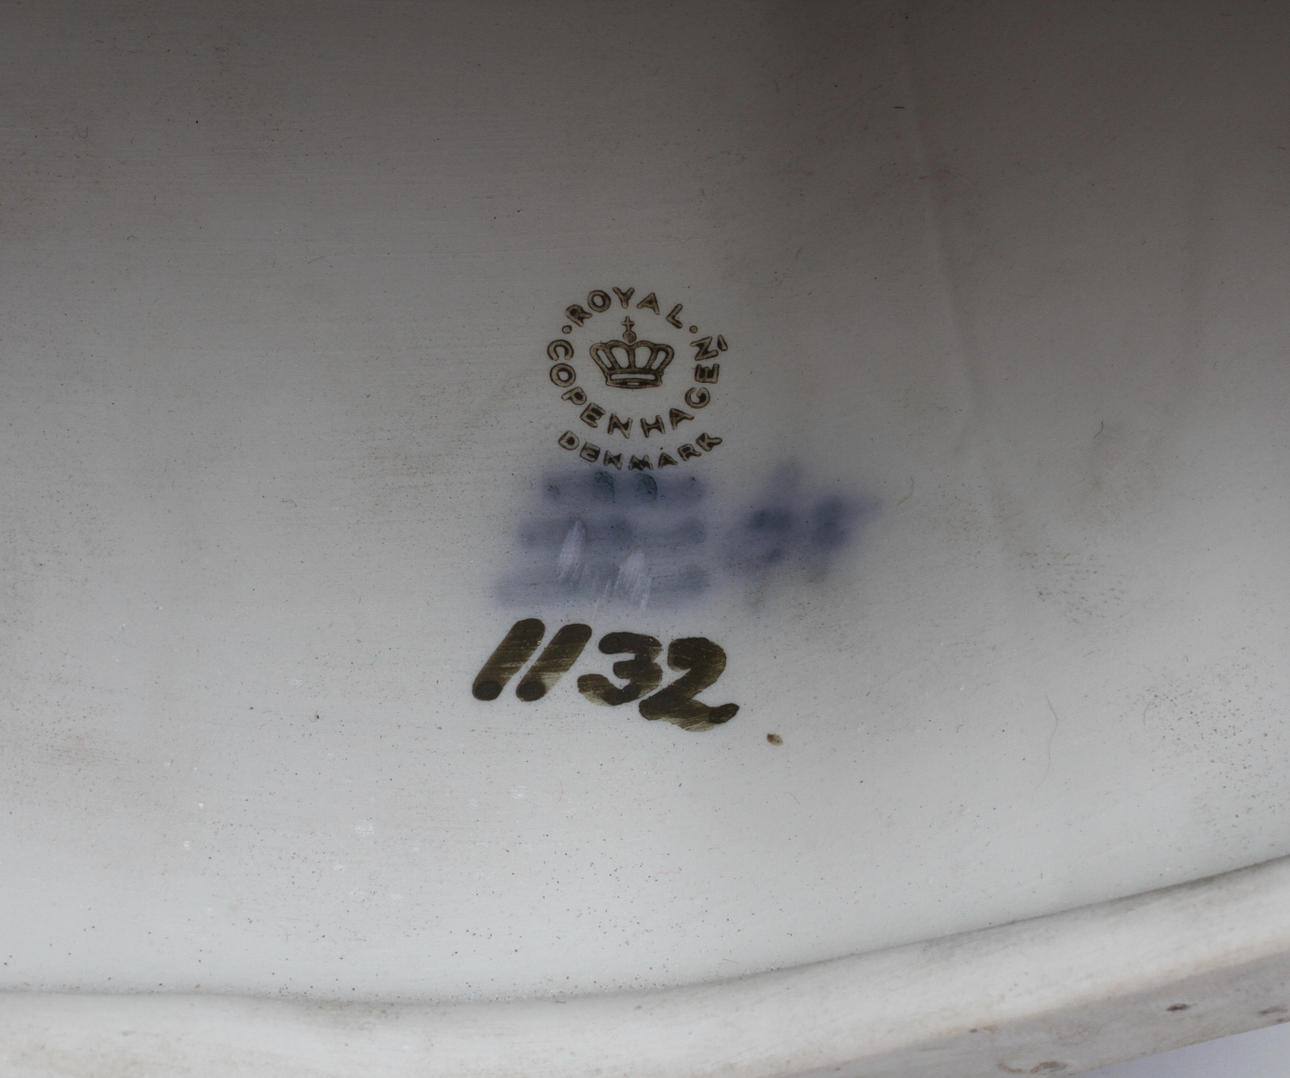 ROYAL
COPENHAGEN
DENMARK
1132